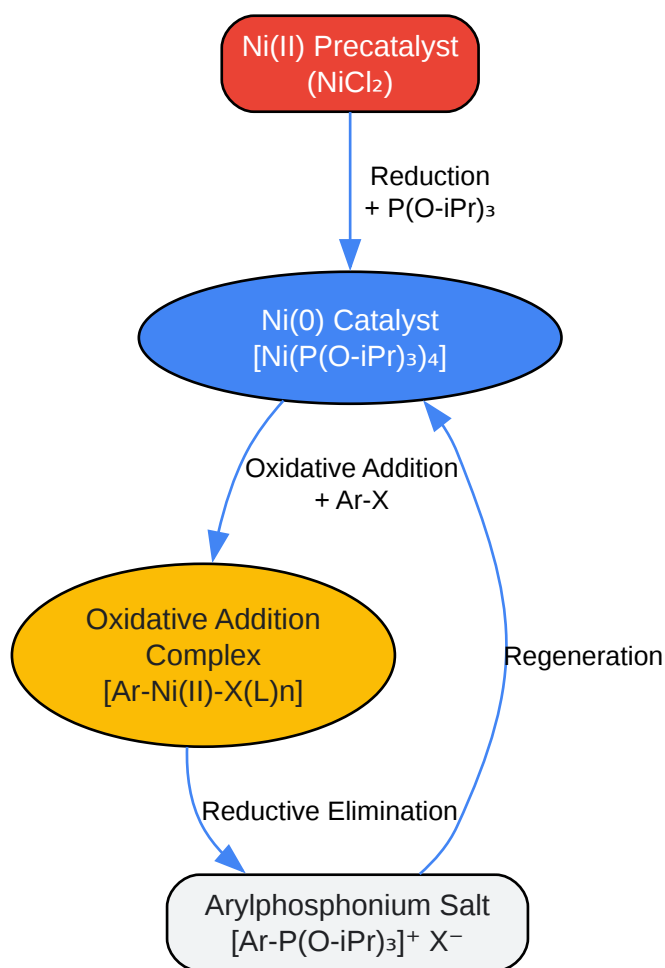 Ni(II) Precatalyst
(NiCl₂)
Reduction
+ P(O-iPr)₃
Ni(0) Catalyst
[Ni(P(O-iPr)₃)₄]
Oxidative Addition
+ Ar-X
Oxidative Addition
Complex
[Ar-Ni(II)-X(L)n]
Regeneration
Reductive Elimination
Arylphosphonium Salt
[Ar-P(O-iPr)₃]⁺ X⁻